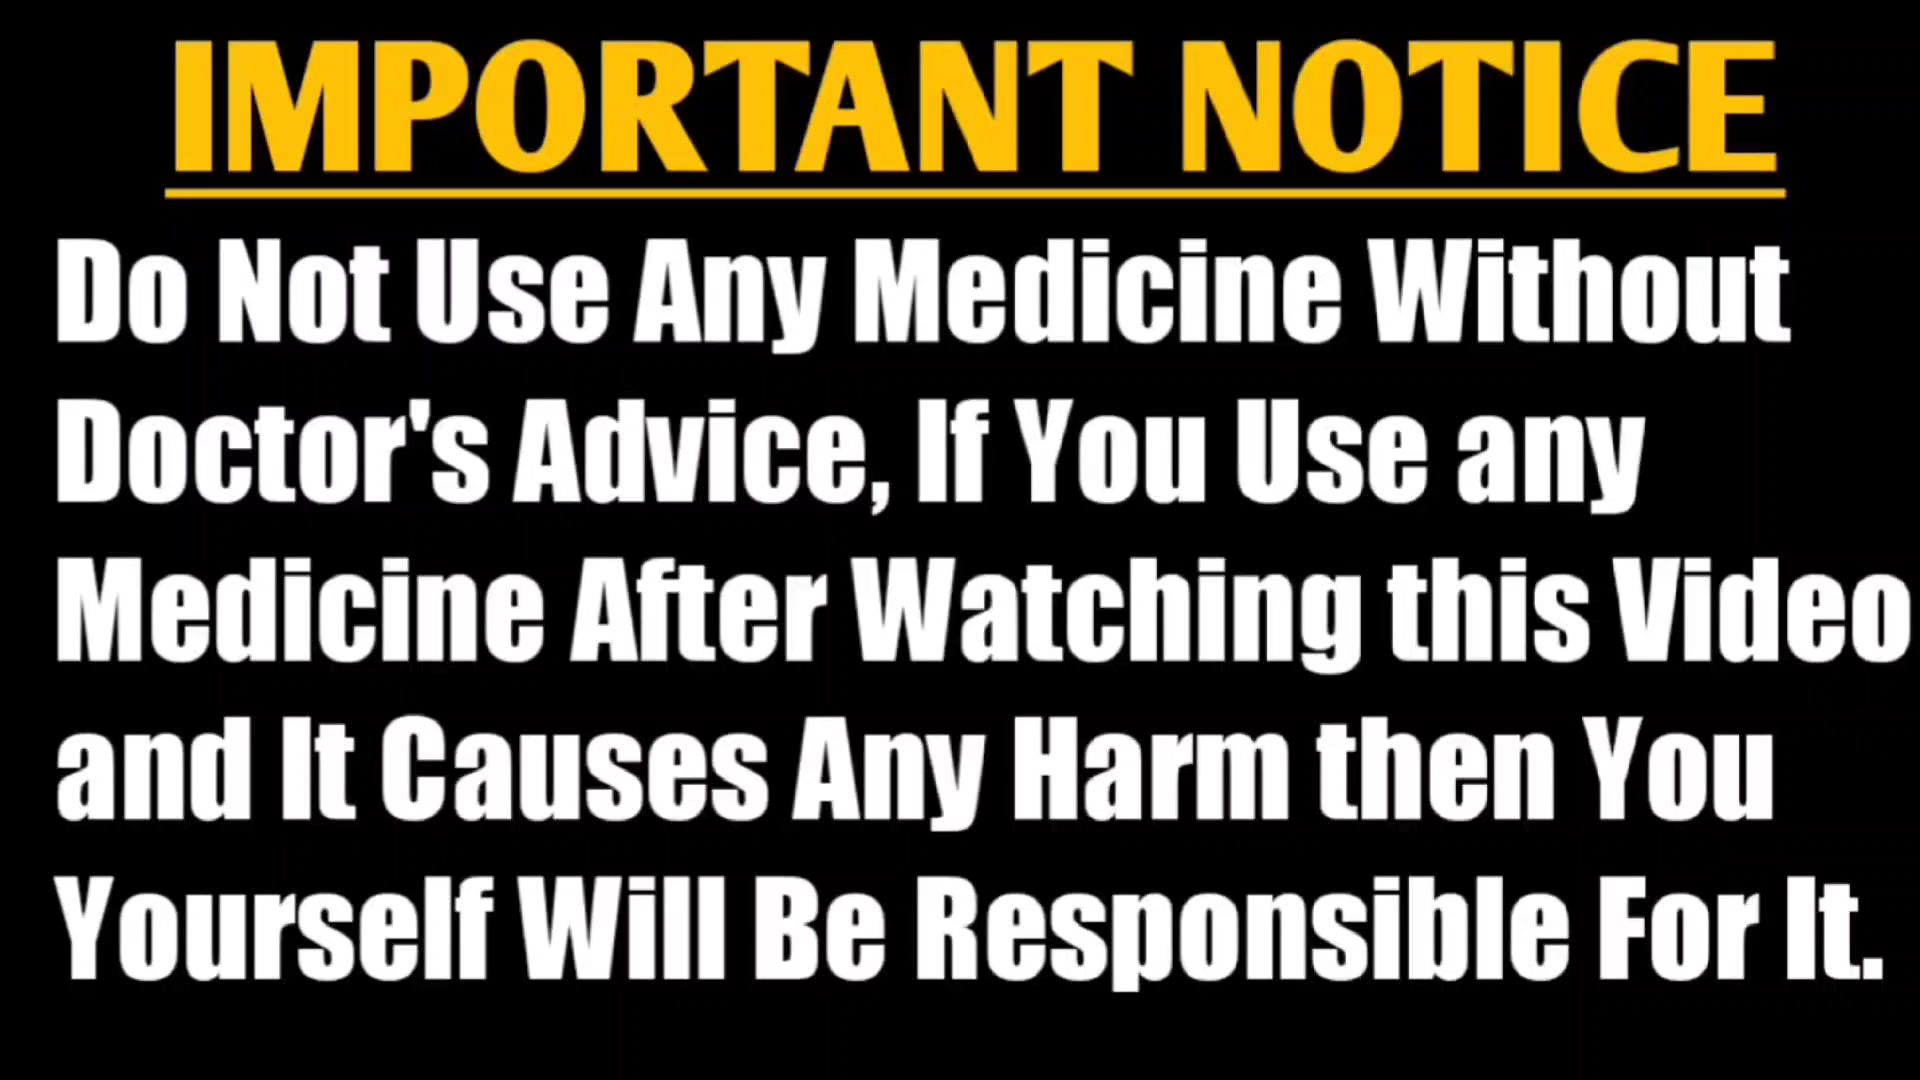 IMPORTANT NOTICE
Do Not Use Any Medicine Without
Doctor's Advice, If You Use any
Medicine After Watching this Video
and It Causes Any Harm then You
Yourself Will Be Responsible For It.